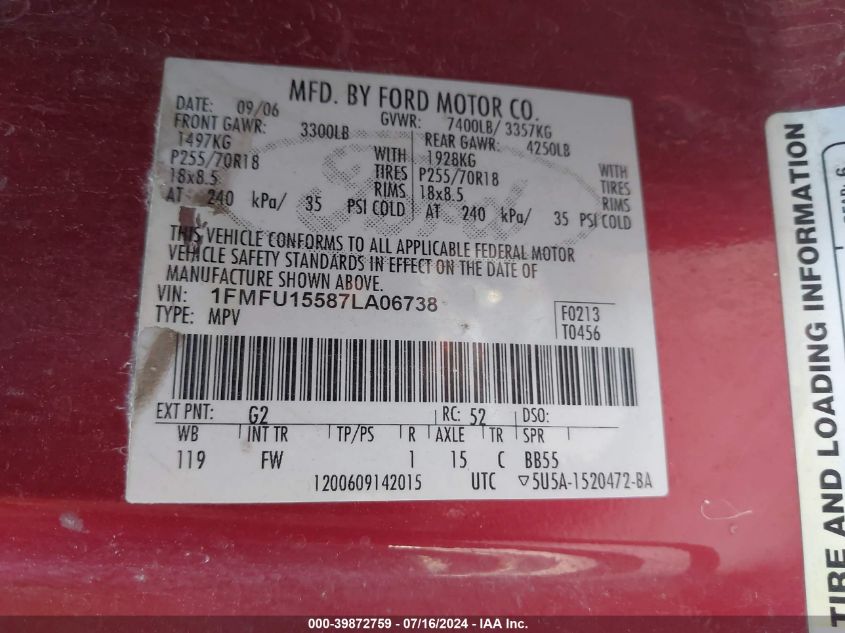 MFD. BY FORD MOTOR CO.
DATE: 09/06 GVWR: 7400LB/ 3357KG
FRONT GAWR: 3300LB REAR GAWR: 4250LB
1497KG WITH 1928KG WITH
P255/70R18 TIRES P255/70R18 TIRES
18x8.5 RIMS 18x8.5 RIMS
AT 240 kPa/ 35 PSI COLD AT 240 kPa/ 35 PSI COLD
THIS VEHICLE CONFORMS TO ALL APPLICABLE FEDERAL MOTOR
VEHICLE SAFETY STANDARDS IN EFFECT ON THE DATE OF
MANUFACTURE SHOWN ABOVE.
VIN: 1FMFU15587LA06738 F0213
TYPE: MPV T0456
EXT PNT: G2 RC: 52 DSO:
WB INT TR TP/PS R AXLE TR SPR
119 FW 1 15 C BB55
1200609142015 UTC ▽5U5A-1520472-BA
TIRE AND LOADING INFORMATION
000-39872759 - 07/16/2024 - IAA Inc.